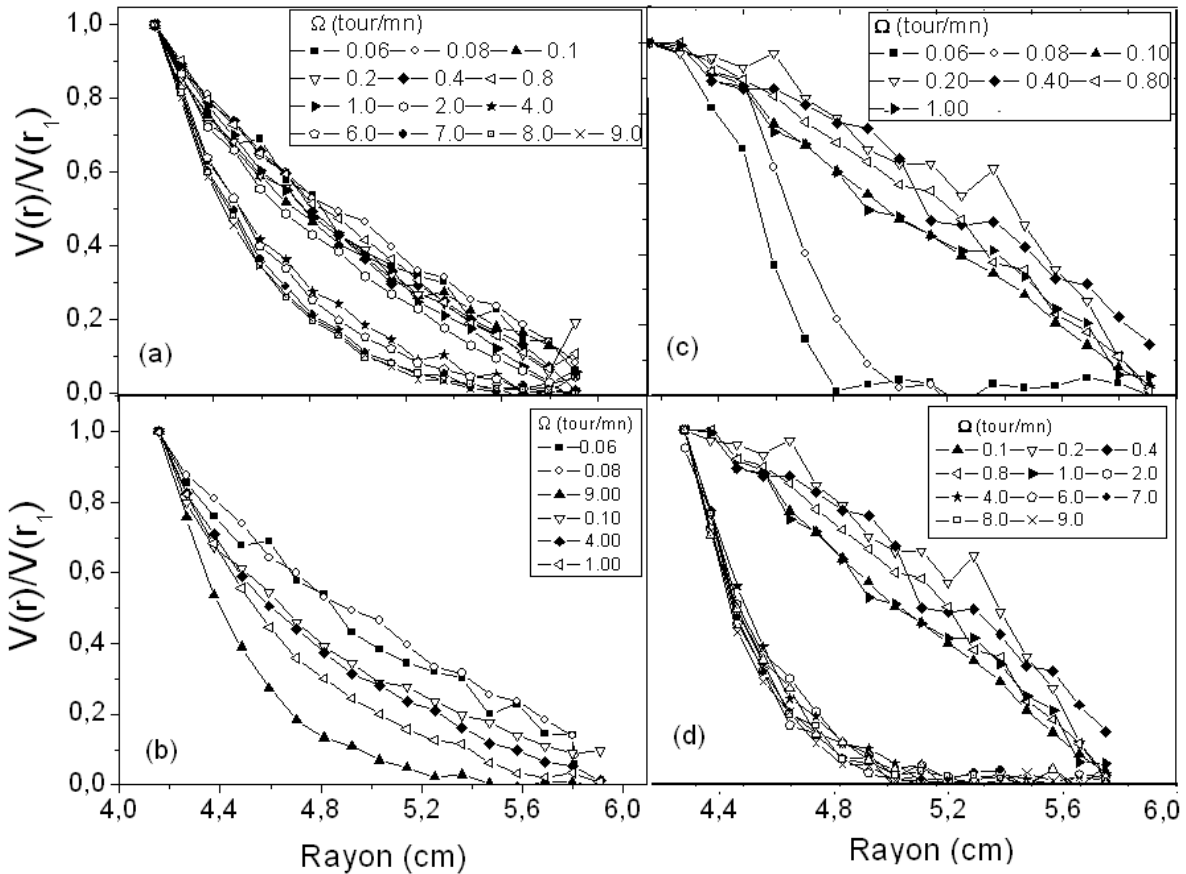 Ω (tour/mn)
0.06 0.08 0.1
0.2 0.4 0.8
1.0 2.0 4.0
6.0 7.0 8.0 9.0
1,0
0,8
0,6
0,4
0,2
0,0
V(r)/V(r1)
(a)
Ω (tour/mn)
0.06 0.08 0.10
0.20 0.40 0.80
1.00
(c)
Ω (tour/mn)
0.06
0.08
9.00
0.10
4.00
1.00
1,0
0,8
0,6
0,4
0,2
0,0
V(r)/V(r1)
(b)
4,0 4,4 4,8 5,2 5,6 6,0
Rayon (cm)
Ω (tour/mn)
0.1 0.2 0.4
0.8 1.0 2.0
4.0 6.0 7.0
8.0 9.0
(d)
4,4 4,8 5,2 5,6 6,0
Rayon (cm)